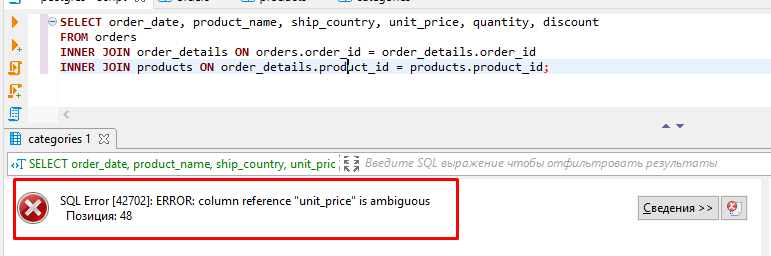 SELECT order_date, product_name, ship_country, unit_price, quantity, discount
FROM orders
INNER JOIN order_details ON orders.order_id = order_details.order_id
INNER JOIN products ON order_details.product_id = products.product_id;
categories 1
SELECT order_date, product_name, ship_country, unit_pric
Введите SQL выражение чтобы отфильтровать результаты
SQL Error [42702]: ERROR: column reference "unit_price" is ambiguous
Позиция: 48
Сведения >>